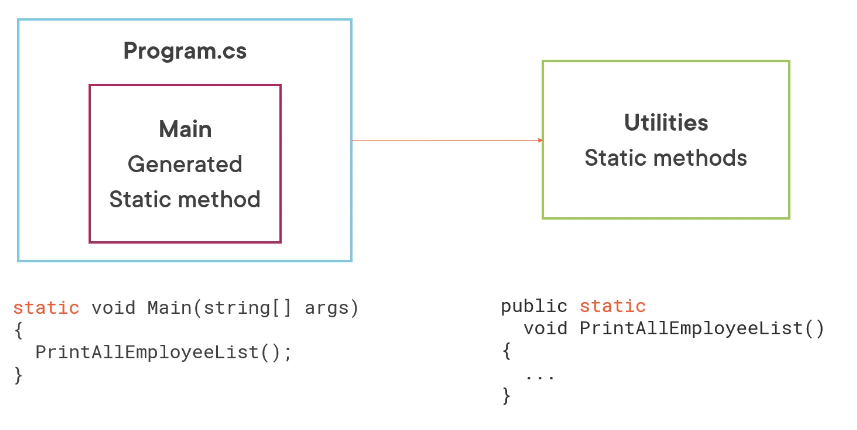 Program.cs
Main
Generated
Static method
Utilities
Static methods
static void Main(string[] args)
{
  PrintAllEmployeeList();
}
public static
  void PrintAllEmployeeList()
{
  ...
}